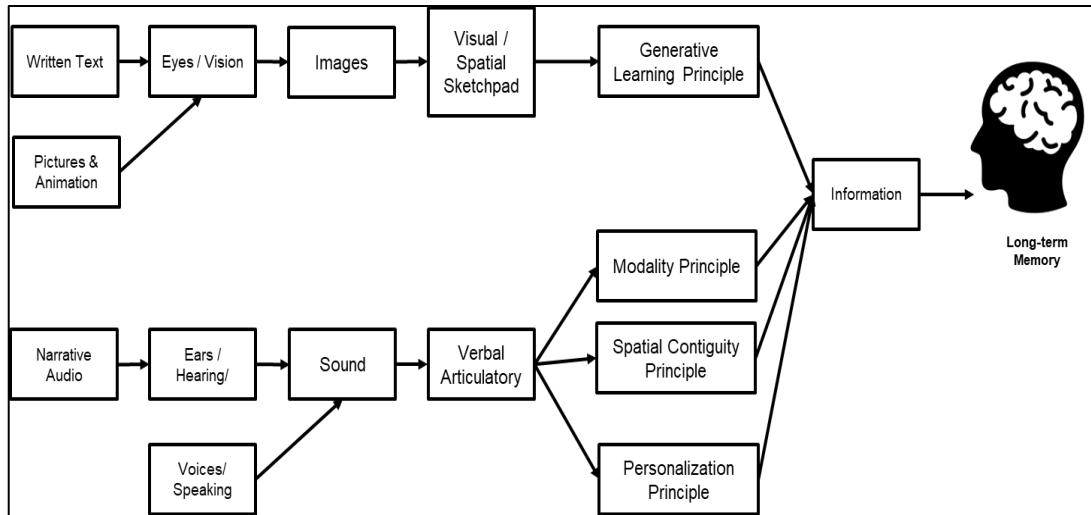 Written Text
Eyes / Vision
Images
Visual /
Spatial
Sketchpad
Generative
Learning Principle
Pictures &
Animation
Information
Long-term
Memory
Modality Principle
Narrative
Audio
Ears /
Hearing/
Sound
Verbal
Articulatory
Spatial Contiguity
Principle
Voices/
Speaking
Personalization
Principle